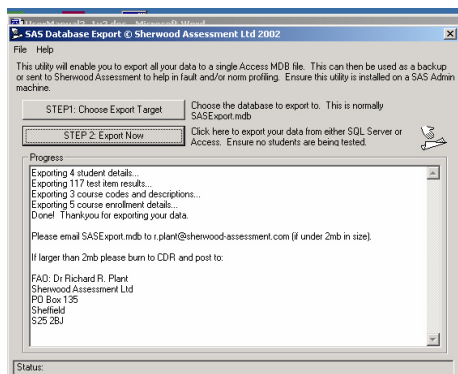 UserManual2_1v2.doc - Microsoft Word
SAS Database Export © Sherwood Assessment Ltd 2002
File Help
This utility will enable you to export all your data to a single Access MDB file. This can then be used as a backup
or sent to Sherwood Assessment to help in fault and/or norm profiling. Ensure this utility is installed on a SAS Admin
machine.
STEP1: Choose Export Target
Choose the database to export to. This is normally
SASExport.mdb
STEP 2: Export Now
Click here to export your data from either SQL Server or
Access. Ensure no students are being tested.
Progress
Exporting 4 student details...
Exporting 117 test item results...
Exporting 3 course codes and descriptions...
Exporting 5 course enrollment details...
Done! Thankyou for exporting your data.
Please email SASExport.mdb to r.plant@sherwood-assessment.com (if under 2mb in size).
If larger than 2mb please burn to CDR and post to:
FAO: Dr Richard R. Plant
Sherwood Assessment Ltd
PO Box 135
Sheffield
S25 2BJ
Status: